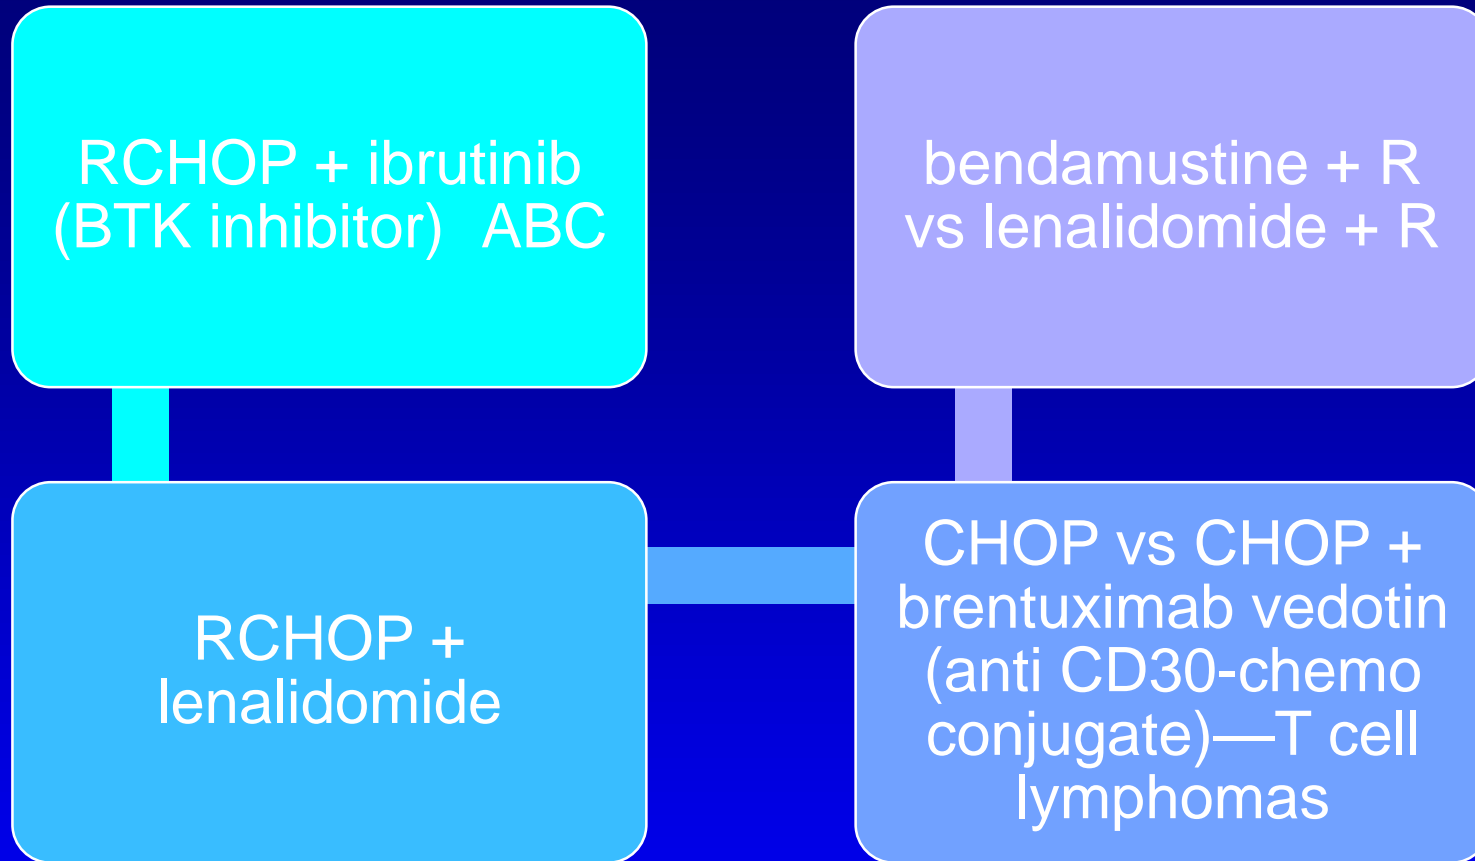 RCHOP + ibrutinib
(BTK inhibitor)   ABC
RCHOP +
lenalidomide
CHOP vs CHOP +
brentuximab vedotin
(anti CD30-chemo
conjugate)—T cell
lymphomas
bendamustine + R
vs lenalidomide + R